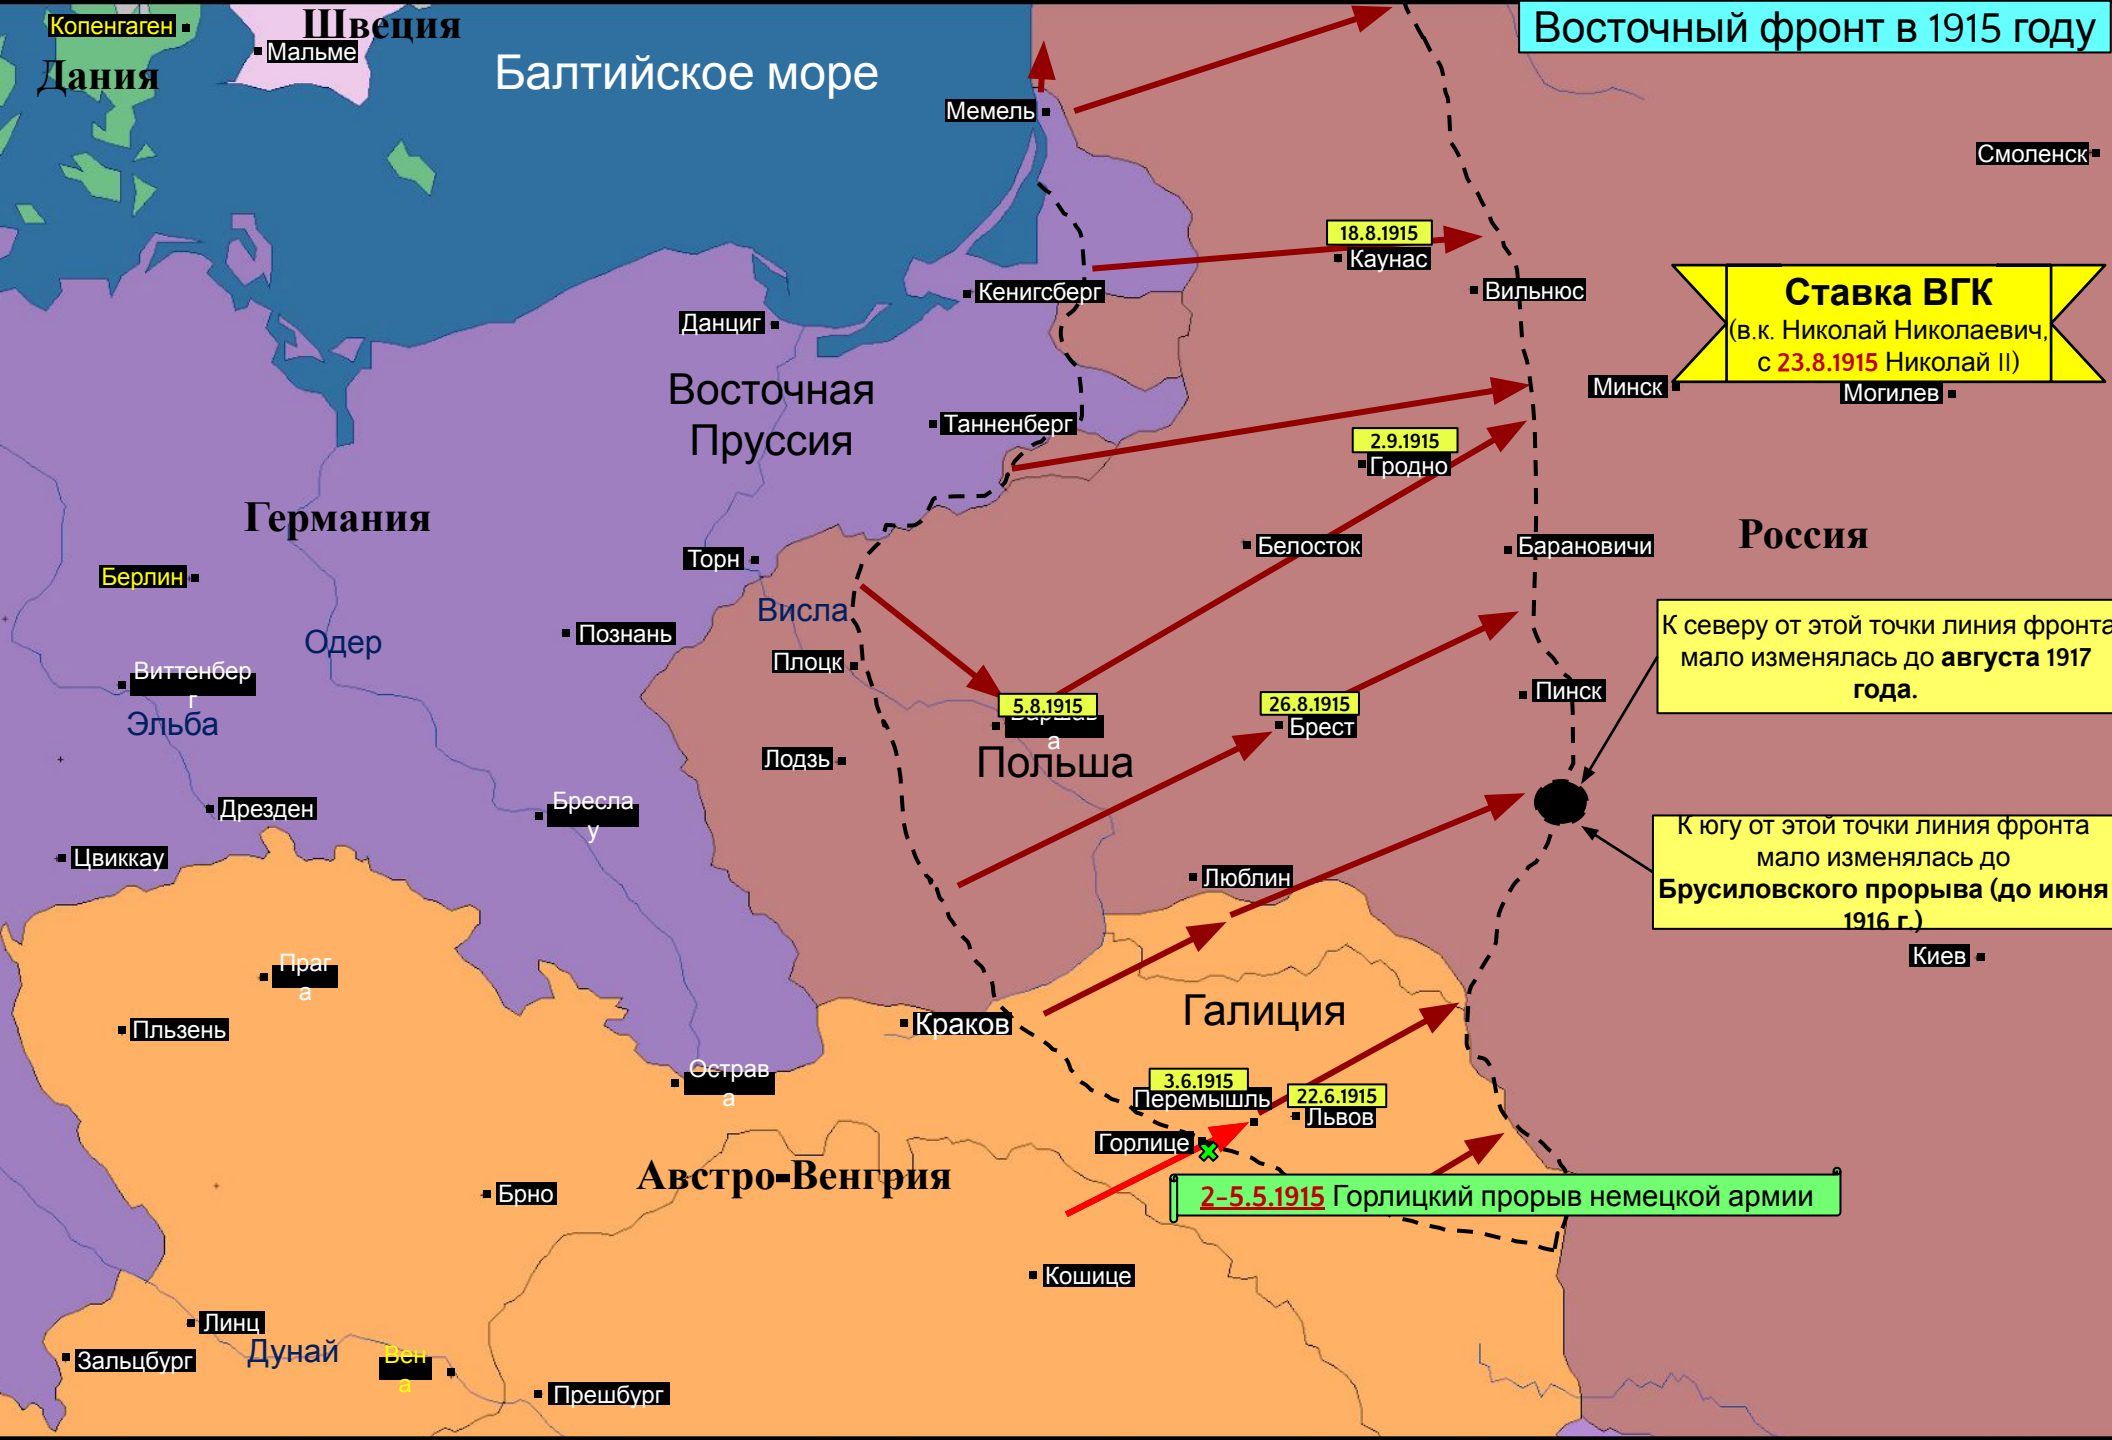 Восточный фронт в 1915 году
Копенгаген
Швеция
Мальме
Дания
Балтийское море
Мемель
Смоленск
18.8.1915
Каунас
Вильнюс
Кенигсберг
Данциг
Ставка ВГК
(в.к. Николай Николаевич,
с 23.8.1915 Николай II)
Минск
Могилев
Восточная
Пруссия
Танненберг
2.9.1915
Гродно
Германия
Россия
Белосток
Барановичи
Торн
Берлин
Висла
Познань
Одер
Плоцк
К северу от этой точки линия фронта
мало изменялась до августа 1917
года.
Виттенбер
г
Эльба
5.8.1915
Варшав
а
26.8.1915
Брест
Пинск
Лодзь
Польша
Дрезден
Бресла
у
Цвиккау
Люблин
К югу от этой точки линия фронта
мало изменялась до
Брусиловского прорыва (до июня
1916 г.)
Киев
Праг
а
Пльзень
Краков
Галиция
Острав
а
3.6.1915
Перемышль
22.6.1915
Львов
Горлице
Австро-Венгрия
Брно
2-5.5.1915 Горлицкий прорыв немецкой армии
Кошице
Линц
Дунай
Зальцбург
Вен
а
Прешбург